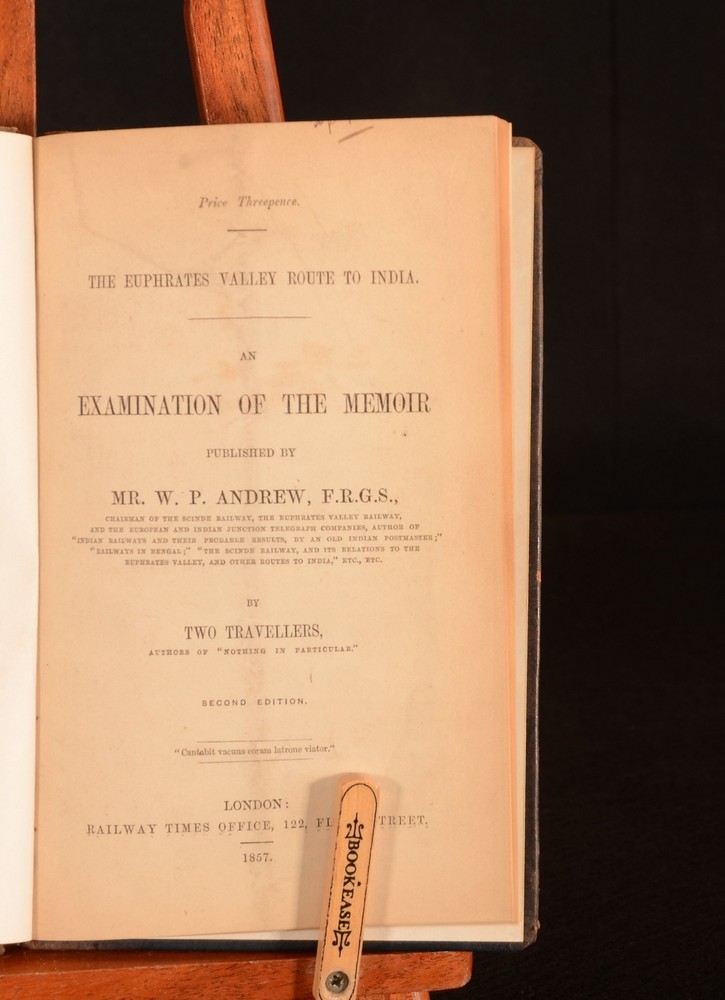 Price Threepence.
THE EUPHRATES VALLEY ROUTE TO INDIA.
AN
EXAMINATION OF THE MEMOIR
PUBLISHED BY
MR. W. P. ANDREW, F.R.G.S.,
CHAIRMAN OF THE SCINDE RAILWAY, THE EUPHRATES VALLEY RAILWAY,
AND THE EUROPEAN AND INDIAN JUNCTION TELEGRAPH COMPANIES, AUTHOR OF
"INDIAN RAILWAYS AND THEIR PROBABLE RESULTS, BY AN OLD INDIAN POSTMASTER;"
"RAILWAYS IN BENGAL;" "THE SCINDE RAILWAY, AND ITS RELATIONS TO THE
EUPHRATES VALLEY, AND OTHER ROUTES TO INDIA," ETC., ETC.
BY
TWO TRAVELLERS,
AUTHORS OF "NOTHING IN PARTICULAR."
SECOND EDITION.
"Cantabit vacuus coram latrone viator."
LONDON:
RAILWAY TIMES OFFICE, 122,
1857.
BOOK EASE